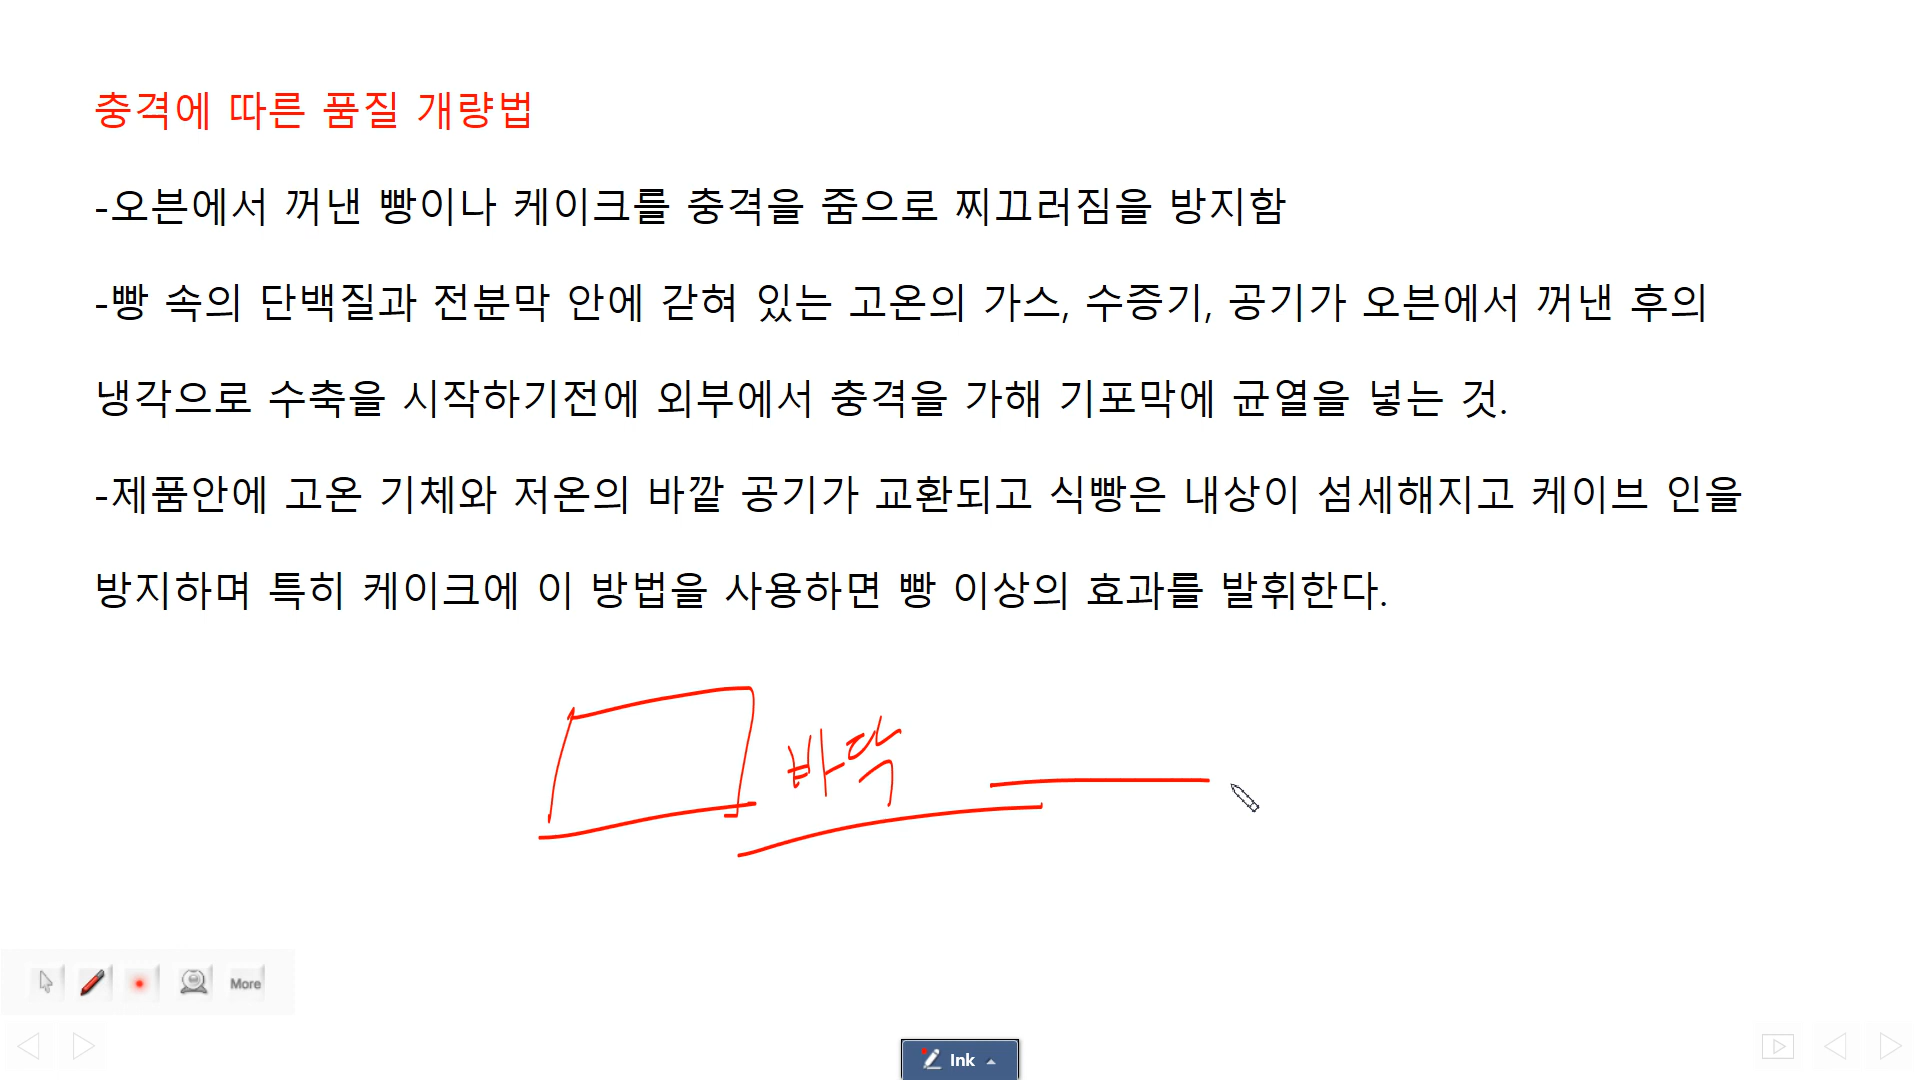 충격에 따른 품질 개량법
-오븐에서 꺼낸 빵이나 케이크를 충격을 줌으로 찌끄러짐을 방지함
-빵 속의 단백질과 전분막 안에 갇혀 있는 고온의 가스, 수증기, 공기가 오븐에서 꺼낸 후의
냉각으로 수축을 시작하기전에 외부에서 충격을 가해 기포막에 균열을 넣는 것.
-제품안에 고온 기체와 저온의 바깥 공기가 교환되고 식빵은 내상이 섬세해지고 케이브 인을
방지하며 특히 케이크에 이 방법을 사용하면 빵 이상의 효과를 발휘한다.
바닥
More
Ink